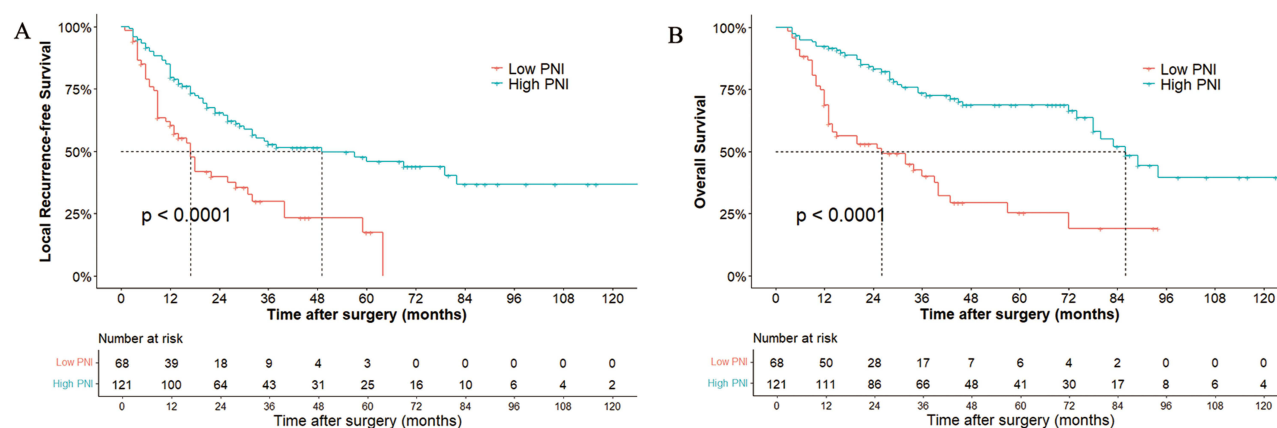 A
100%
75%
50%
25%
0%
Local Recurrence-free Survival
Low PNI
High PNI
p < 0.0001
0 12 24 36 48 60 72 84 96 108 120
Time after surgery (months)
Number at risk
Low PNI 68 39 18 9 4 3 0 0 0 0 0
High PNI 121 100 64 43 31 25 16 10 6 4 2
0 12 24 36 48 60 72 84 96 108 120
Time after surgery (months)
B
100%
75%
50%
25%
0%
Overall Survival
Low PNI
High PNI
p < 0.0001
0 12 24 36 48 60 72 84 96 108 120
Time after surgery (months)
Number at risk
Low PNI 68 50 28 17 7 6 4 2 0 0 0
High PNI 121 111 86 66 48 41 30 17 8 6 4
0 12 24 36 48 60 72 84 96 108 120
Time after surgery (months)